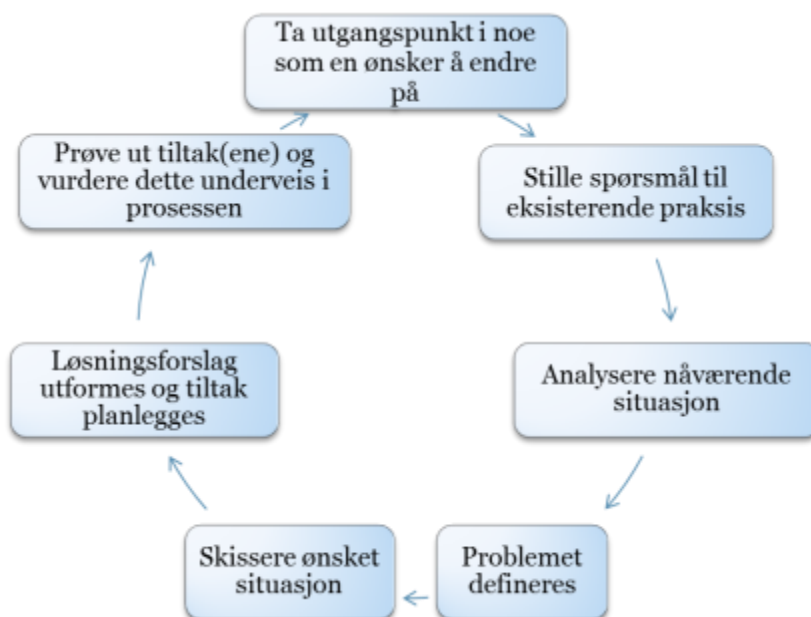 Ta utgangspunkt i noe
som en ønsker å endre
på
Stille spørsmål til
eksisterende praksis
Analysere nåværende
situasjon
Problemet
defineres
Skissere ønsket
situasjon
Løsningsforslag
utformes og tiltak
planlegges
Prøve ut tiltak(ene) og
vurdere dette underveis i
prosessen